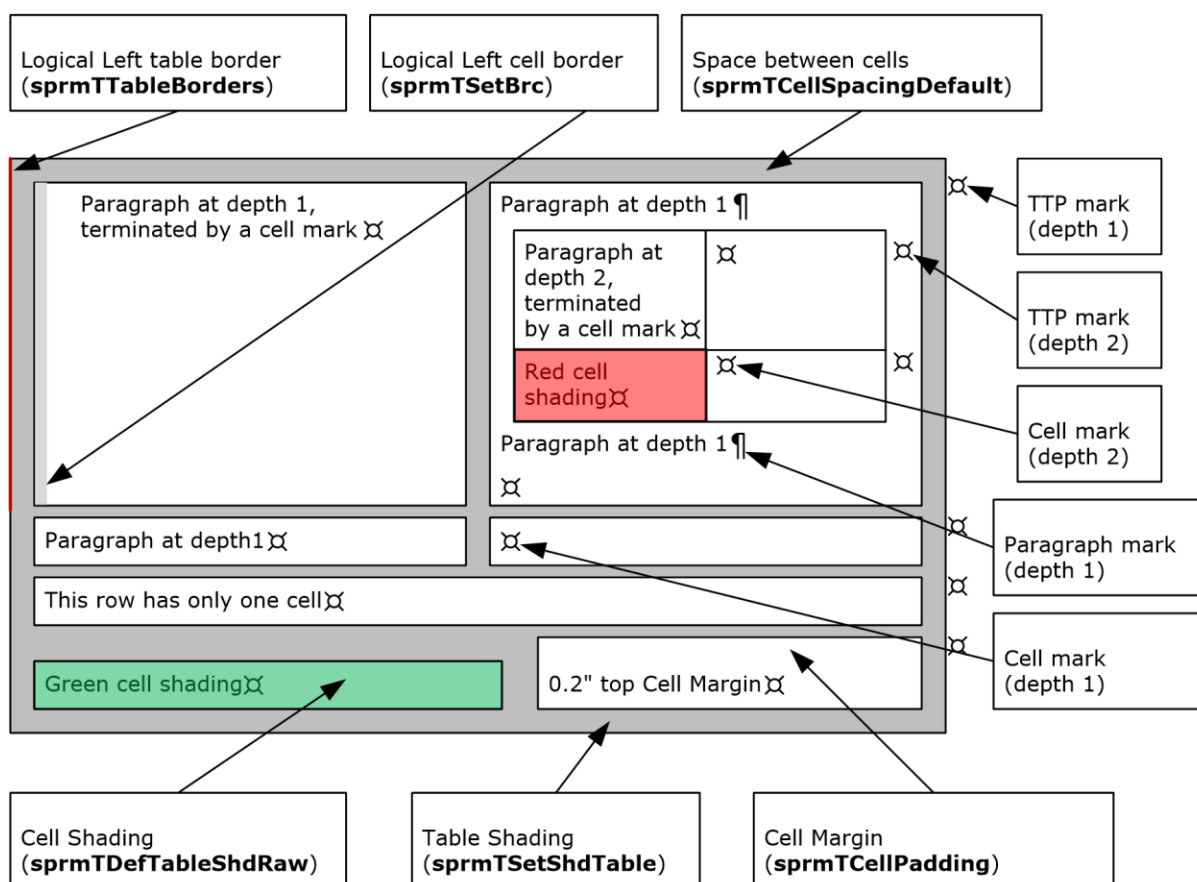 Logical Left table border
(sprmTTableBorders)
Logical Left cell border
(sprmTSetBrc)
Space between cells
(sprmTCellSpacingDefault)
Paragraph at depth 1,
terminated by a cell mark ¤
Paragraph at depth 1 ¶
Paragraph at
depth 2,
terminated
by a cell mark ¤
¤
¤
Red cell
shading¤
¤
¤
Paragraph at depth 1 ¶
¤
¤
TTP mark
(depth 1)
TTP mark
(depth 2)
Cell mark
(depth 2)
Paragraph mark
(depth 1)
Cell mark
(depth 1)
Paragraph at depth1¤
¤
¤
This row has only one cell¤
¤
Green cell shading¤
0.2" top Cell Margin¤
¤
Cell Shading
(sprmTDefTableShdRaw)
Table Shading
(sprmTSetShdTable)
Cell Margin
(sprmTCellPadding)